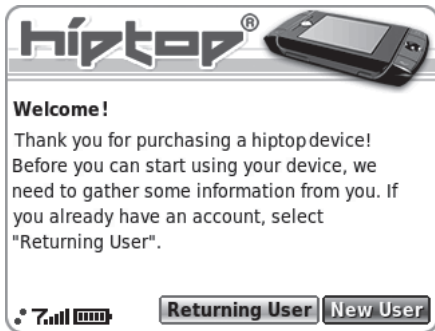 hiptop®
Welcome!
Thank you for purchasing a hiptop device!
Before you can start using your device, we
need to gather some information from you. If
you already have an account, select
"Returning User".
Returning User New User